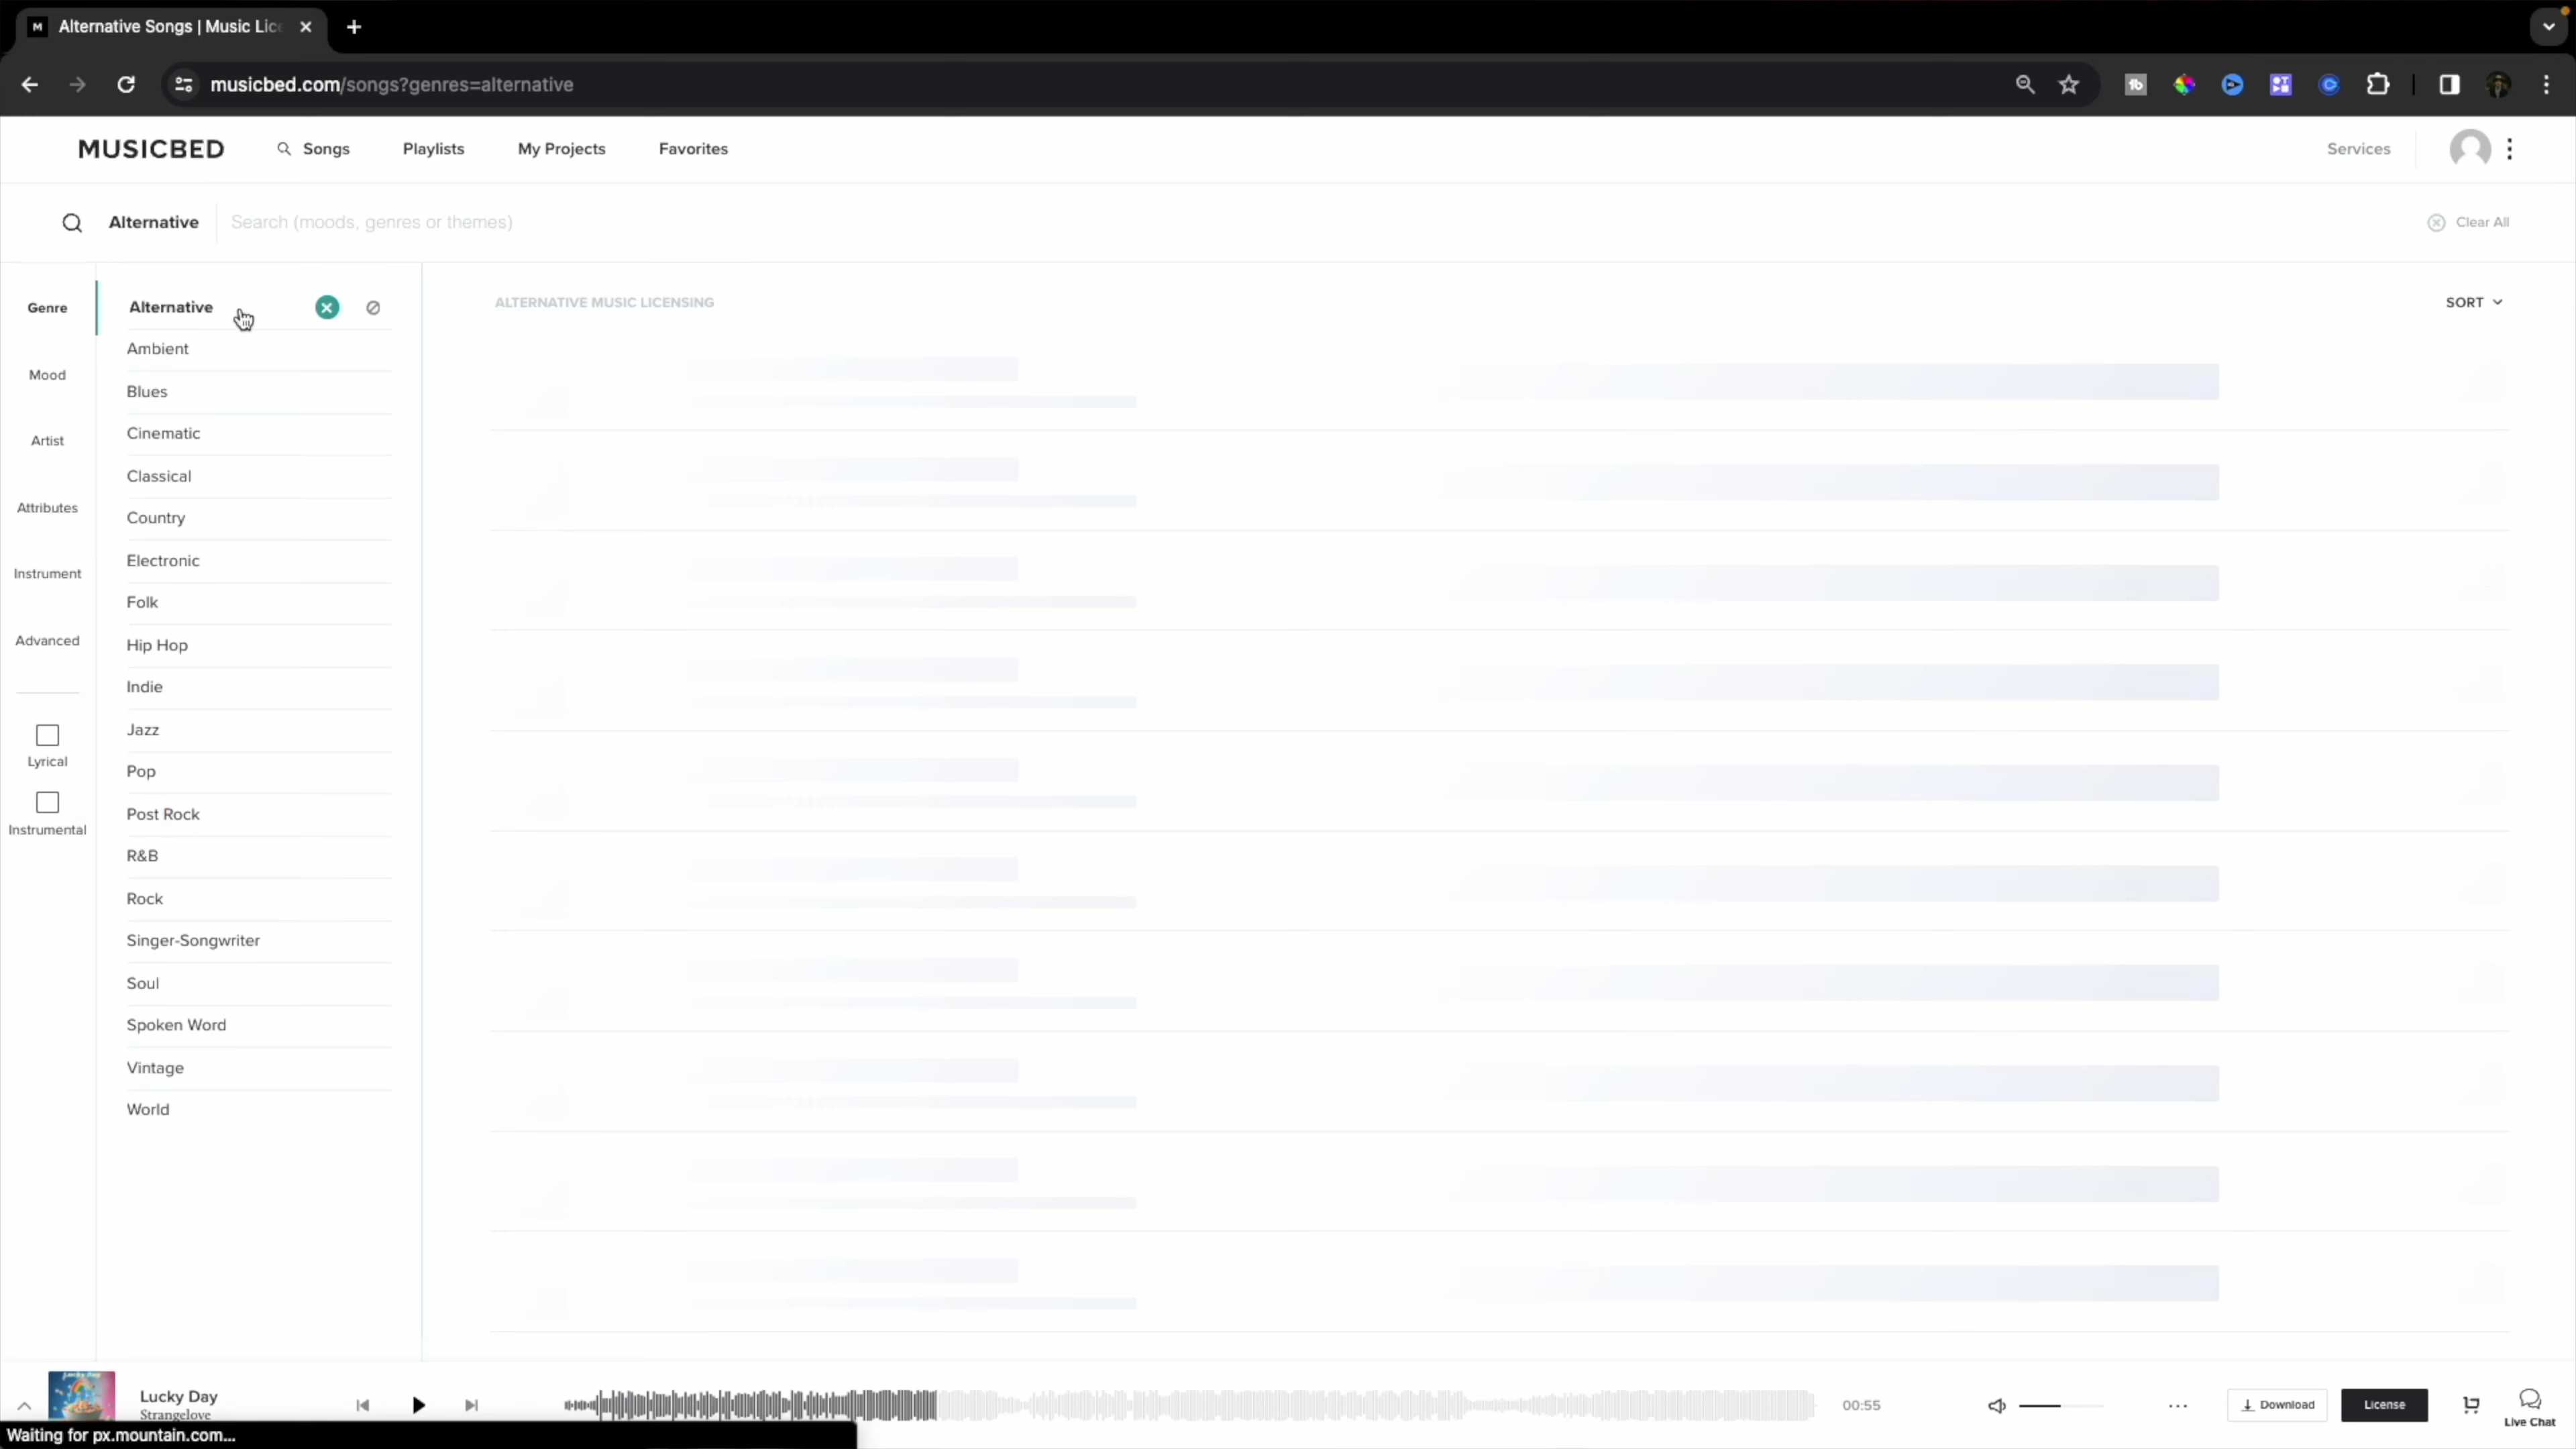 Alternative Songs | Music Lice
musicbed.com/songs?genres=alternative
MUSICBED Songs Playlists My Projects Favorites Services
Alternative Search (moods, genres or themes) Clear All
Genre
Mood
Artist
Attributes
Instrument
Advanced
Lyrical
Instrumental
Alternative
Ambient
Blues
Cinematic
Classical
Country
Electronic
Folk
Hip Hop
Indie
Jazz
Pop
Post Rock
R&B
Rock
Singer-Songwriter
Soul
Spoken Word
Vintage
World
ALTERNATIVE MUSIC LICENSING SORT
Lucky Day
Strangelove
00:55
Download
License
Live Chat
Waiting for px.mountain.com...